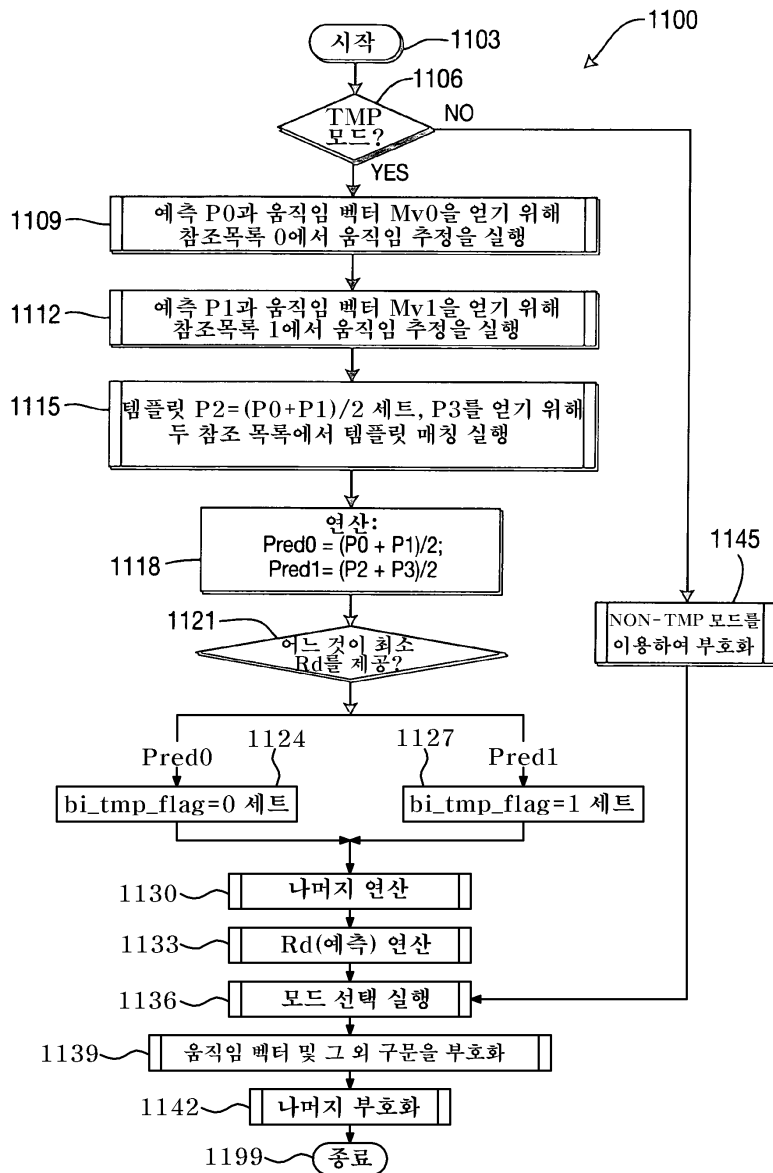 시작
1103
1100
1106
TMP
모드?
NO
YES
1109
예측 P0과 움직임 벡터 Mv0을 얻기 위해
참조목록 0에서 움직임 추정을 실행
1112
예측 P1과 움직임 벡터 Mv1을 얻기 위해
참조목록 1에서 움직임 추정을 실행
1115
템플릿 P2=(P0+P1)/2 세트, P3를 얻기 위해
두 참조 목록에서 템플릿 매칭 실행
1118
연산:
Pred0 = (P0 + P1)/2;
Pred1= (P2 + P3)/2
1145
NON-TMP 모드를
이용하여 부호화
1121
어느 것이 최소
Rd를 제공?
Pred0
1124
1127
Pred1
bi_tmp_flag=0 세트
bi_tmp_flag=1 세트
1130
나머지 연산
1133
Rd(예측) 연산
1136
모드 선택 실행
1139
움직임 벡터 및 그 외 구문을 부호화
1142
나머지 부호화
1199
종료